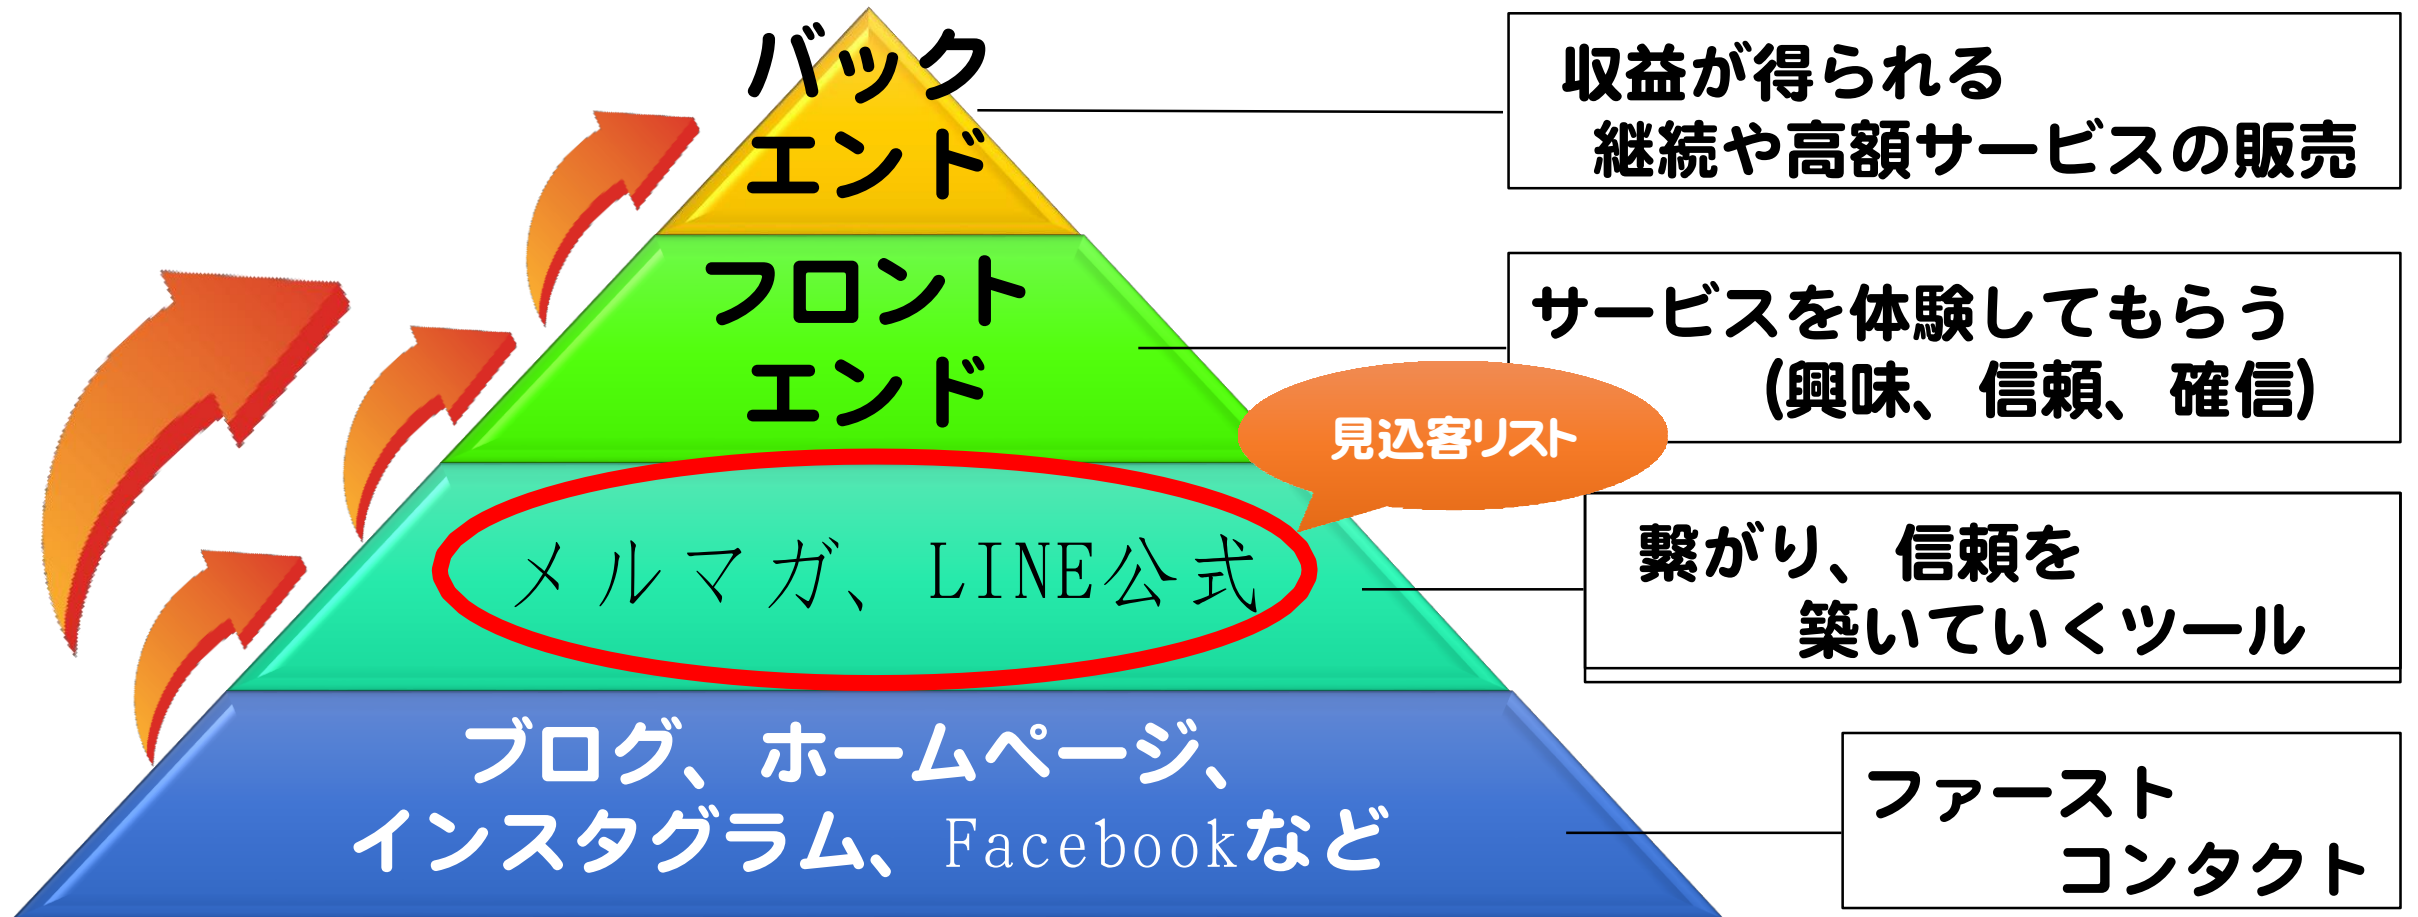 バック
エンド
収益が得られる
継続や高額サービスの販売
フロント
エンド
サービスを体験してもらう
(興味、信頼、確信)
見込客リスト
メルマガ、LINE公式
繋がり、信頼を
築いていくツール
ブログ、ホームページ、
インスタグラム、Facebookなど
ファースト
コンタクト